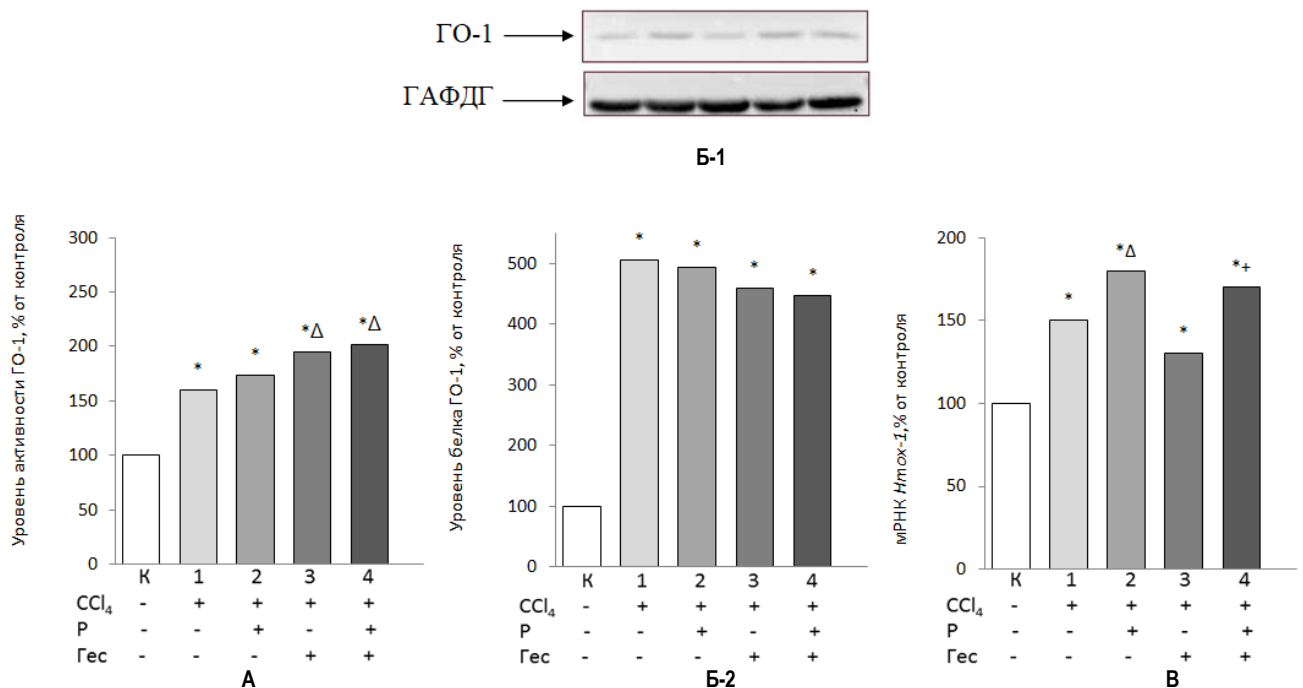 ГО-1
ГАФДГ
Б-1
Уровень активности ГО-1, % от контроля
300
250
200
150
100
50
0
*
*
*Δ
*Δ
К 1 2 3 4
CCl₄ - + + + +
Р - - + - +
Гес - - - + +
А
Уровень белка ГО-1, % от контроля
500
400
300
200
100
0
*
*
*
*
К 1 2 3 4
CCl₄ - + + + +
Р - - + - +
Гес - - - + +
Б-2
мРНК Hmox-1,% от контроля
200
150
100
50
0
*
*Δ
*
*+
К 1 2 3 4
CCl₄ - + + + +
Р - - + - +
Гес - - - + +
В